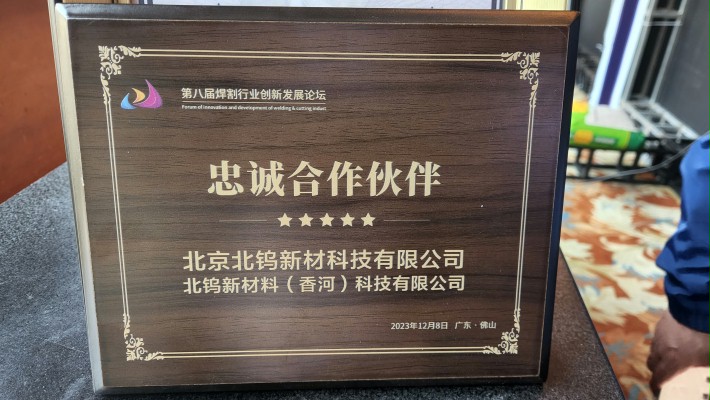 第八届焊割行业创新发展论坛
Forum of innovation and development of welding & cutting indust
忠诚合作伙伴
北京北钨新材科技有限公司
北钨新材料（香河）科技有限公司
2023年12月8日 广东·佛山